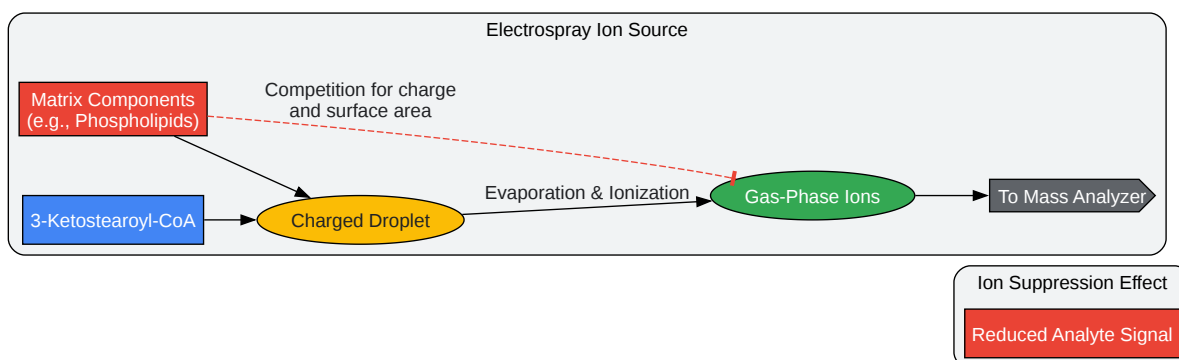 Electrospray Ion Source
Matrix Components
(e.g., Phospholipids)
Competition for charge
and surface area
3-Ketostearoyl-CoA
Charged Droplet
Evaporation & Ionization
Gas-Phase Ions
To Mass Analyzer
Ion Suppression Effect
Reduced Analyte Signal